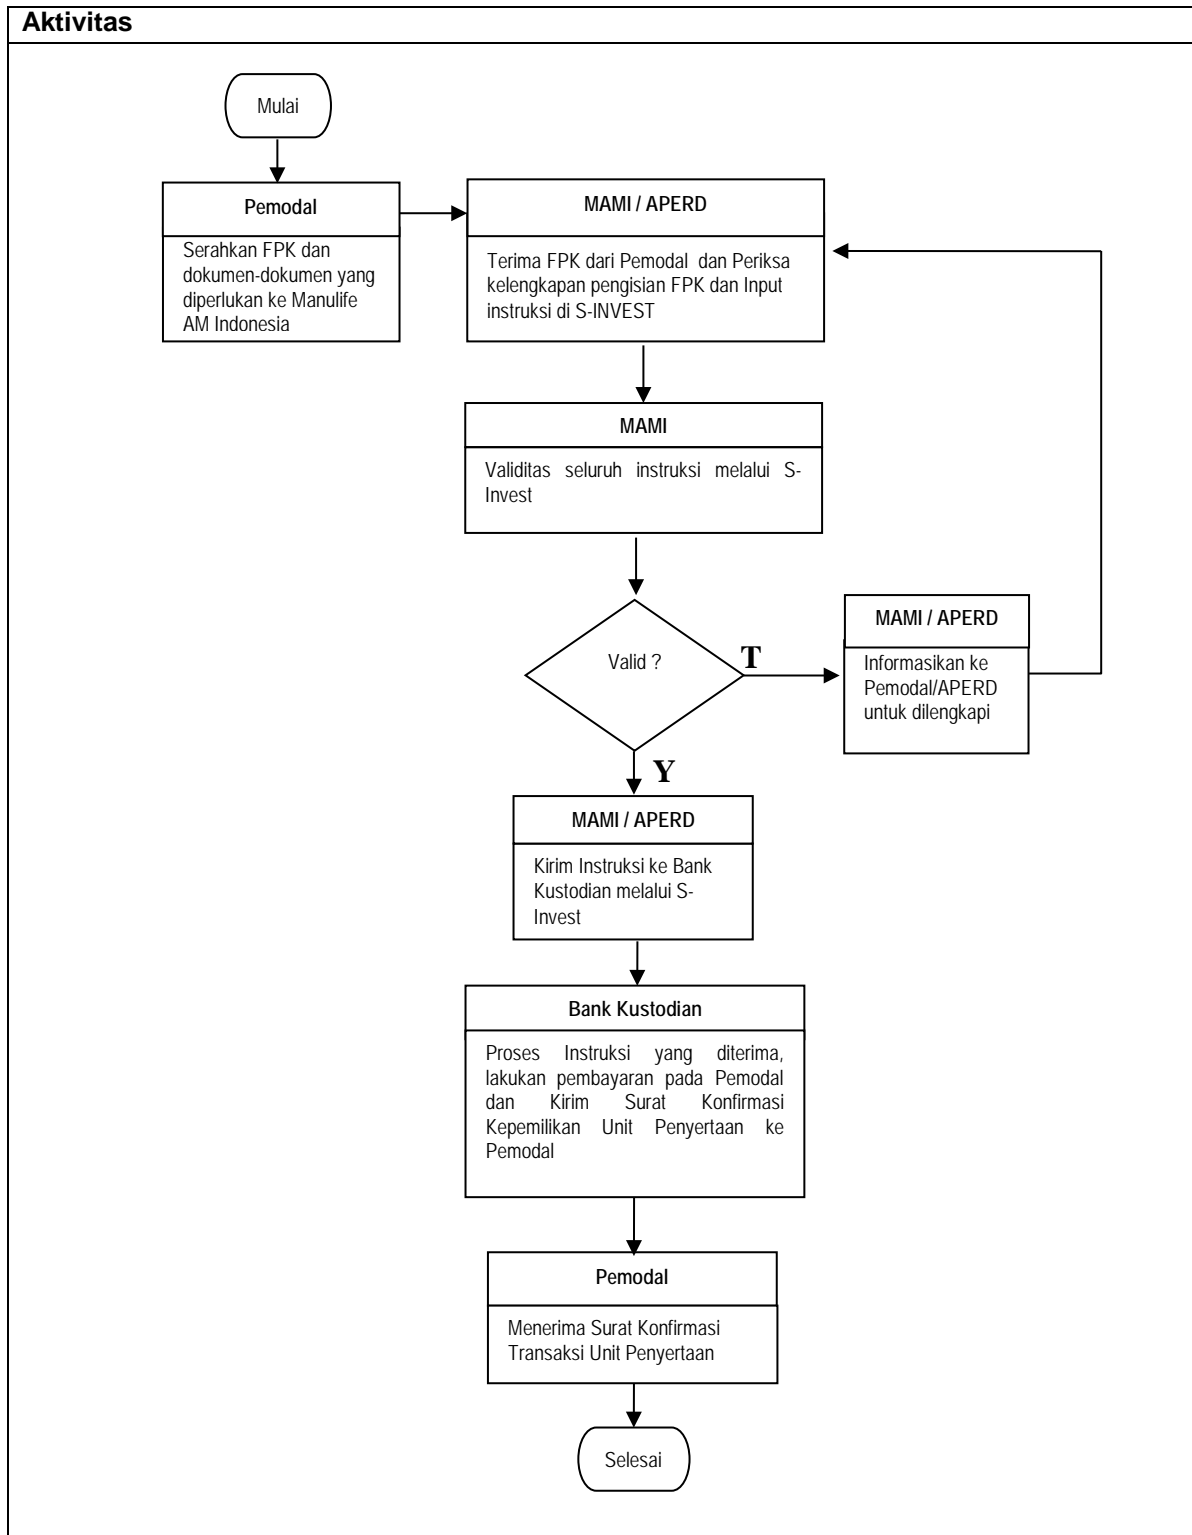 Aktivitas
Mulai
Pemodal
Serahkan FPK dan
dokumen-dokumen yang
diperlukan ke Manulife
AM Indonesia
MAMI / APERD
Terima FPK dari Pemodal dan Periksa
kelengkapan pengisian FPK dan Input
instruksi di S-INVEST
MAMI
Validitas seluruh instruksi melalui S-
Invest
Valid ?
T
MAMI / APERD
Informasikan ke
Pemodal/APERD
untuk dilengkapi
Y
MAMI / APERD
Kirim Instruksi ke Bank
Kustodian melalui S-
Invest
Bank Kustodian
Proses Instruksi yang diterima,
lakukan pembayaran pada Pemodal
dan Kirim Surat Konfirmasi
Kepemilikan Unit Penyertaan ke
Pemodal
Pemodal
Menerima Surat Konfirmasi
Transaksi Unit Penyertaan
Selesai